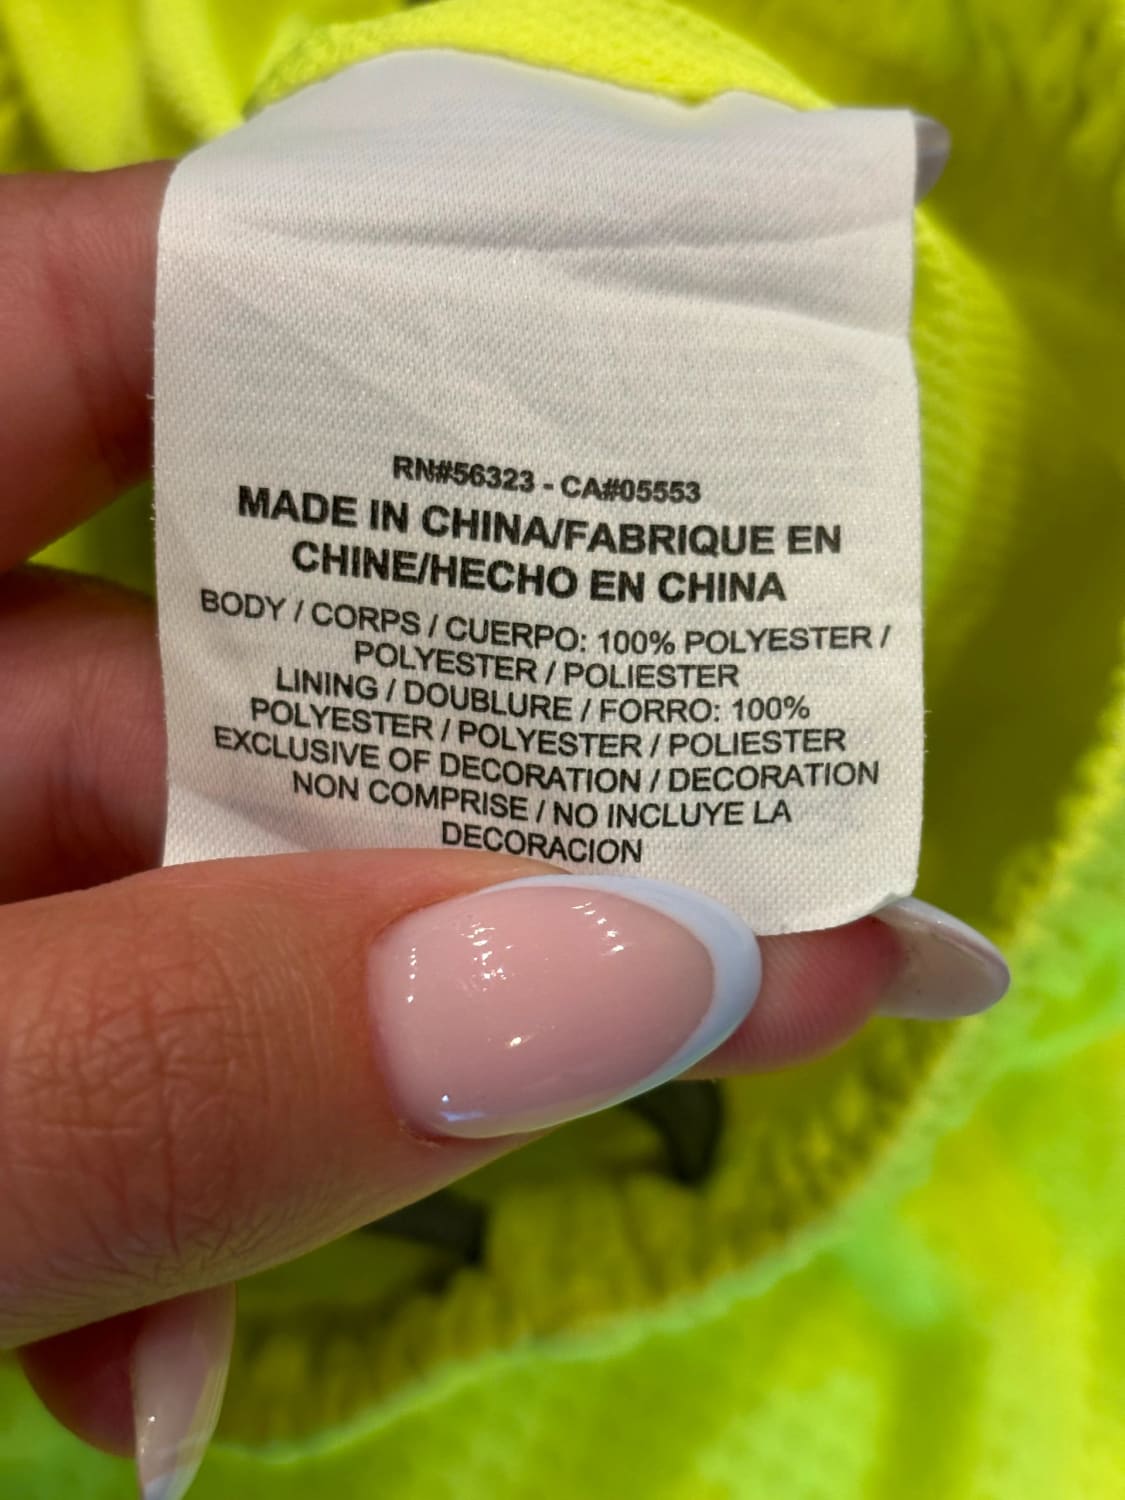 RN#56323 - CA#05553
MADE IN CHINA/FABRIQUE EN
CHINE/HECHO EN CHINA
BODY / CORPS / CUERPO: 100% POLYESTER /
POLYESTER / POLIESTER
LINING / DOUBLURE / FORRO: 100%
POLYESTER / POLYESTER / POLIESTER
EXCLUSIVE OF DECORATION / DECORATION
NON COMPRISE / NO INCLUYE LA
DECORACION